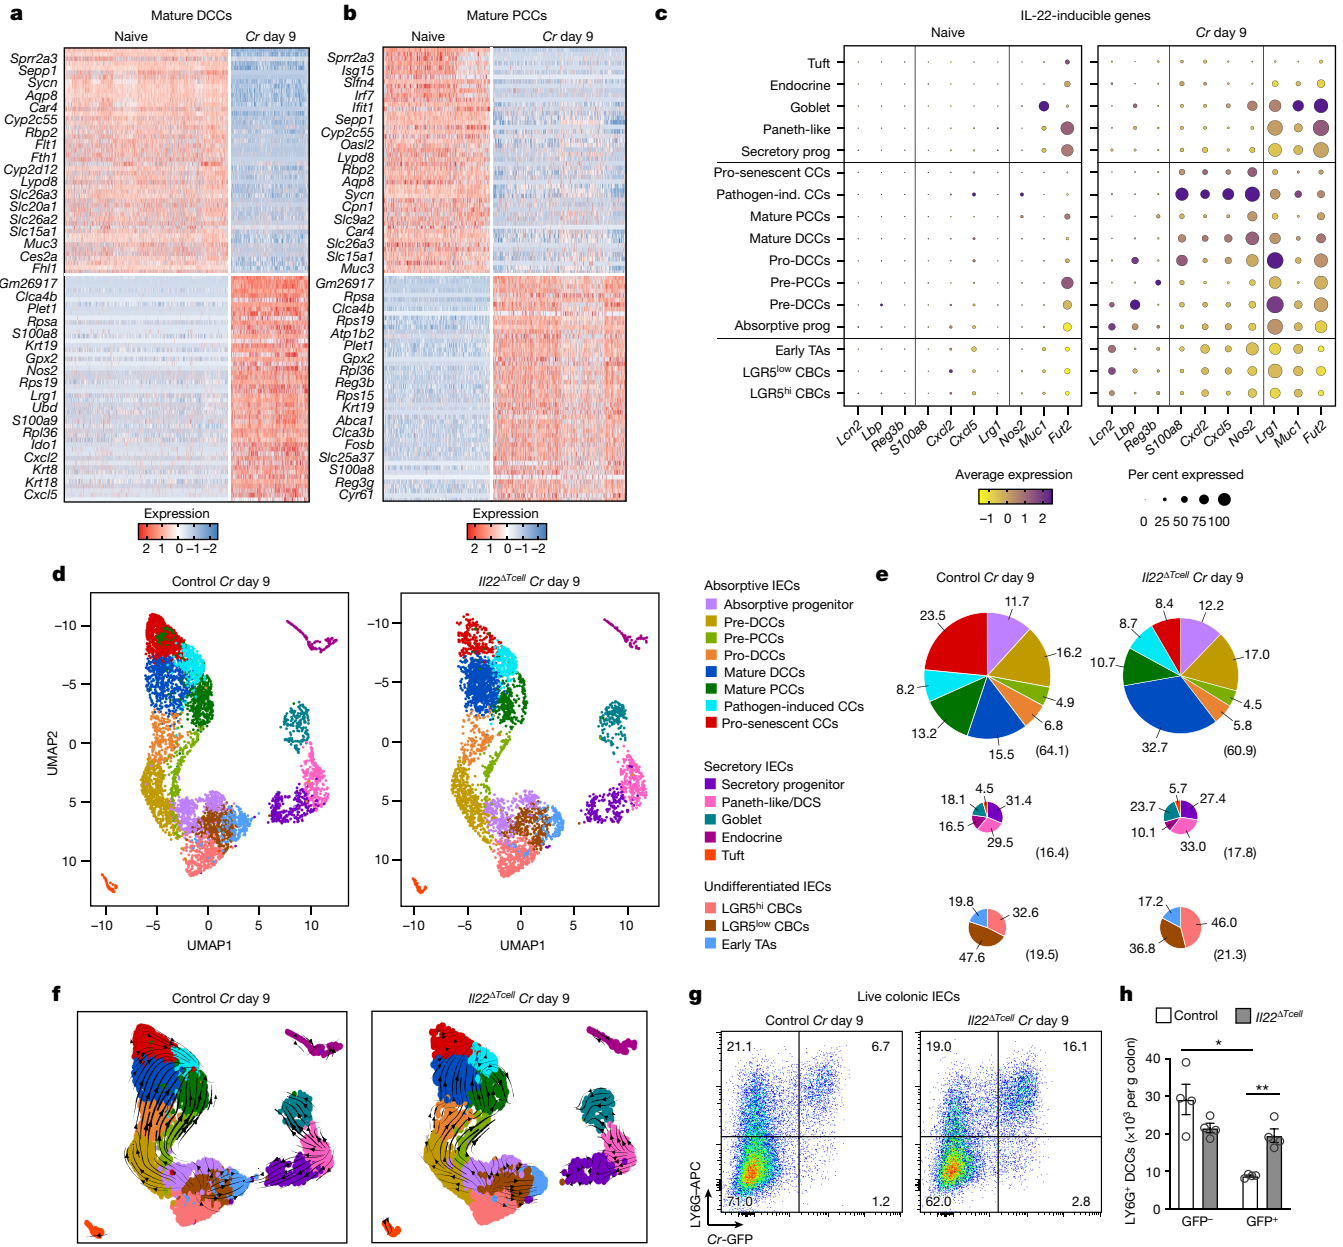 a
Mature DCCs
Naive
Cr day 9
Sprr2a3
Sepp1
Sycn
Aqp8
Car4
Cyp2c55
Rbp2
Flt1
Fth1
Cyp2d12
Lypd8
Slc26a3
Slc20a1
Slc26a2
Slc15a1
Muc3
Ces2a
Fhl1
Gm26917
Clca4b
Plet1
Rpsa
S100a8
Krt19
Gpx2
Nos2
Rps19
Lrg1
Ubd
S100a9
Rpl36
Ido1
Cxcl2
Krt8
Krt18
Cxcl5
Expression
2 1 0 −1 −2
b
Mature PCCs
Naive
Cr day 9
Sprr2a3
Isg15
Slfn4
Irf7
Ifit1
Sepp1
Cyp2c55
Oasl2
Lypd8
Rbp2
Aqp8
Sycn
Cpn1
Slc9a2
Car4
Slc26a3
Slc15a1
Muc3
Gm26917
Rpsa
Clca4b
Rps19
Atp1b2
Plet1
Gpx2
Rpl36
Reg3b
Rps15
Krt19
Abca1
Clca3b
Fosb
Slc25a37
S100a8
Reg3g
Cyr61
Expression
2 1 0 −1 −2
c
IL-22-inducible genes
Naive
Cr day 9
Tuft
Endocrine
Goblet
Paneth-like
Secretory prog
Pro-senescent CCs
Pathogen-ind. CCs
Mature PCCs
Mature DCCs
Pro-DCCs
Pre-PCCs
Pre-DCCs
Absorptive prog
Early TAs
LGR5low CBCs
LGR5hi CBCs
Lcn2
Lbp
Reg3b
S100a8
Cxcl2
Cxcl5
Lrg1
Nos2
Muc1
Fut2
Lcn2
Lbp
Reg3b
S100a8
Cxcl2
Cxcl5
Nos2
Lrg1
Muc1
Fut2
Average expression
−1 0 1 2
Per cent expressed
0 25 50 75 100
d
Control Cr day 9
Il22ΔTcell Cr day 9
UMAP2
−10
−5
0
5
10
−10 −5 0 5 10
UMAP1
−10
−5
0
5
10
−10 −5 0 5 10
UMAP1
Absorptive IECs
Absorptive progenitor
Pre-DCCs
Pre-PCCs
Pro-DCCs
Mature DCCs
Mature PCCs
Pathogen-induced CCs
Pro-senescent CCs
Secretory IECs
Secretory progenitor
Paneth-like/DCS
Goblet
Endocrine
Tuft
Undifferentiated IECs
LGR5hi CBCs
LGR5low CBCs
Early TAs
e
Control Cr day 9
Il22ΔTcell Cr day 9
11.7
16.2
4.9
6.8
15.5
13.2
8.2
23.5
(64.1)
12.2
17.0
4.5
5.8
32.7
10.7
8.7
8.4
(60.9)
4.5
31.4
29.5
16.5
18.1
(16.4)
5.7
27.4
33.0
10.1
23.7
(17.8)
19.8
32.6
47.6
(19.5)
17.2
46.0
36.8
(21.3)
f
Control Cr day 9
Il22ΔTcell Cr day 9
g
Live colonic IECs
Control Cr day 9
Il22ΔTcell Cr day 9
21.1
6.7
71.0
1.2
19.0
16.1
62.0
2.8
LY6G–APC
Cr-GFP
h
Control
Il22ΔTcell
LY6G+ DCCs (×10³ per g colon)
40
30
20
10
0
*
**
GFP−
GFP+